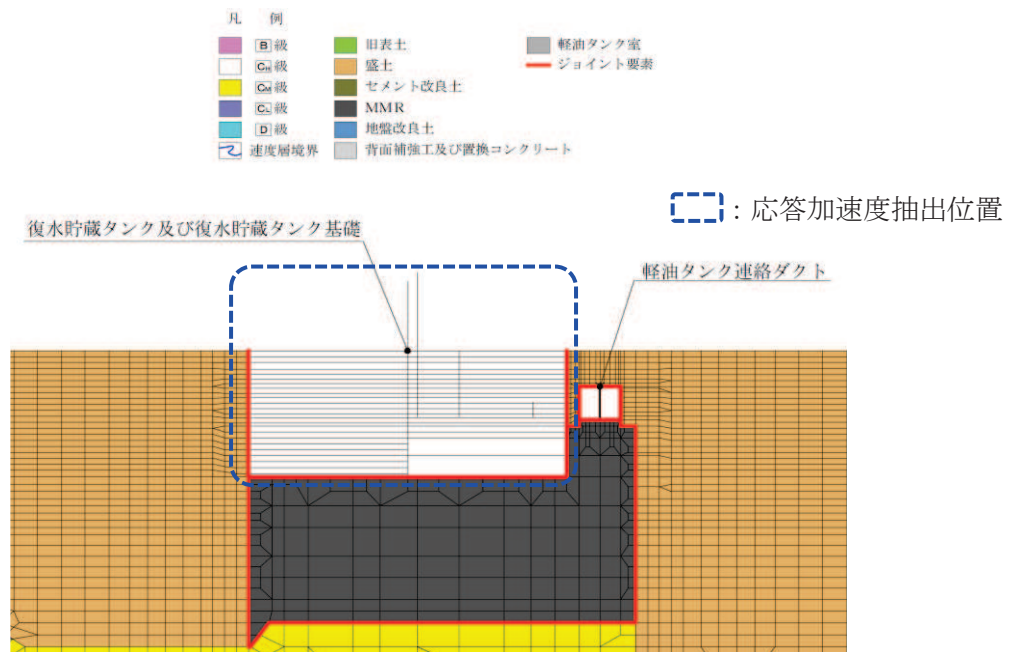 凡 例
B 級 旧表土 軽油タンク室
CH 級 盛土 ジョイント要素
CM 級 セメント改良土
CL 級 MMR
D 級 地盤改良土
速度層境界 背面補強工及び置換コンクリート
：応答加速度抽出位置
復水貯蔵タンク及び復水貯蔵タンク基礎
軽油タンク連絡ダクト